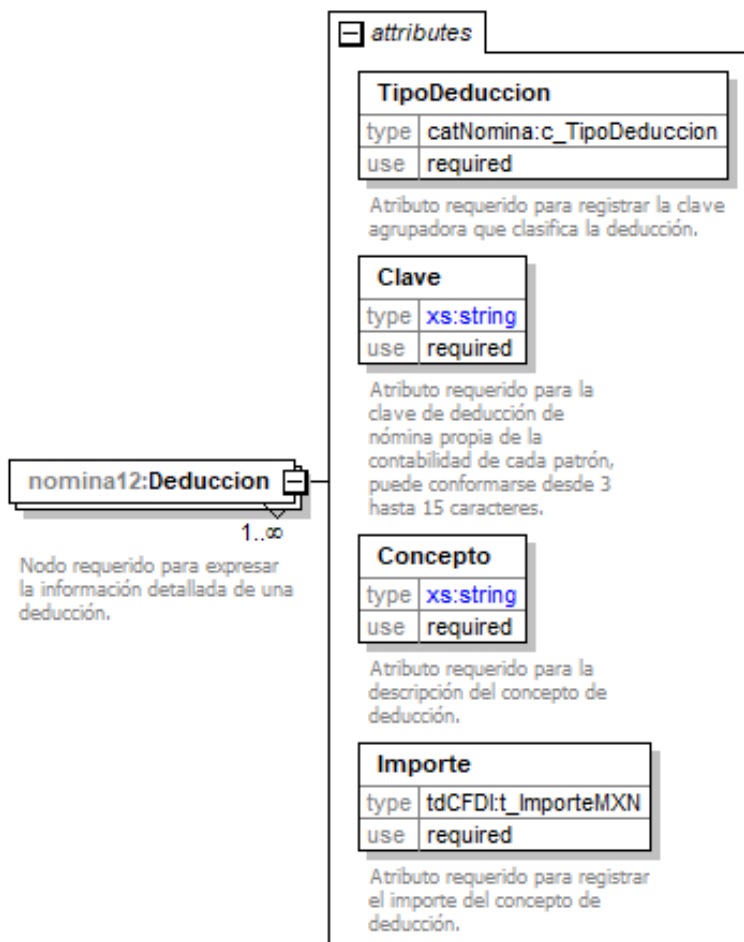 attributes
TipoDeduccion
type catNomina:c_TipoDeduccion
use required
Atributo requerido para registrar la clave
agrupadora que clasifica la deducción.
Clave
type xs:string
use required
Atributo requerido para la
clave de deducción de
nómina propia de la
contabilidad de cada patrón,
puede conformarse desde 3
hasta 15 caracteres.
nomina12:Deduccion
1..∞
Nodo requerido para expresar
la información detallada de una
deducción.
Concepto
type xs:string
use required
Atributo requerido para la
descripción del concepto de
deducción.
Importe
type tdCFDI:t_ImporteMXN
use required
Atributo requerido para registrar
el importe del concepto de
deducción.